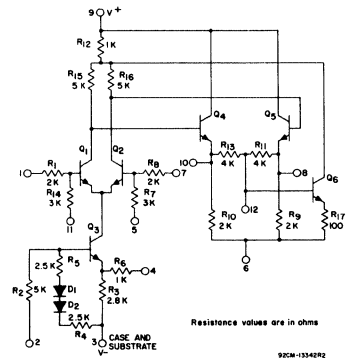 9 V+
R12
1K
R15
5K
R16
5K
Q4
Q5
Q1
Q2
R13
4K
R11
4K
10
8
Q6
1
R1
2K
R8
2K
7
R14
3K
R7
3K
12
11
5
R10
2K
R9
2K
R17
100
Q3
6
R5
2.5K
R6
1K
4
R2
5K
D1
D2
R3
2.8K
2.5K
R4
V-
3
CASE AND
SUBSTRATE
2
Resistance values are in ohms
92CM-13342R2